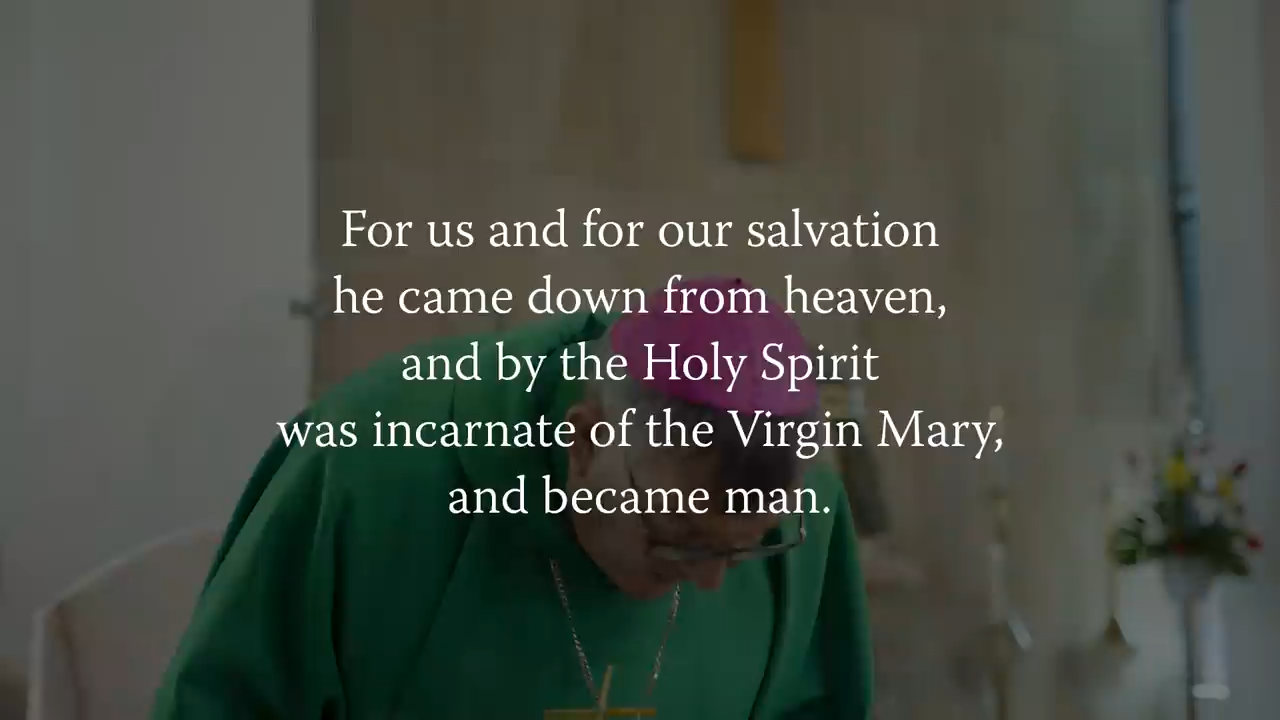 For us and for our salvation
he came down from heaven,
and by the Holy Spirit
was incarnate of the Virgin Mary,
and became man.